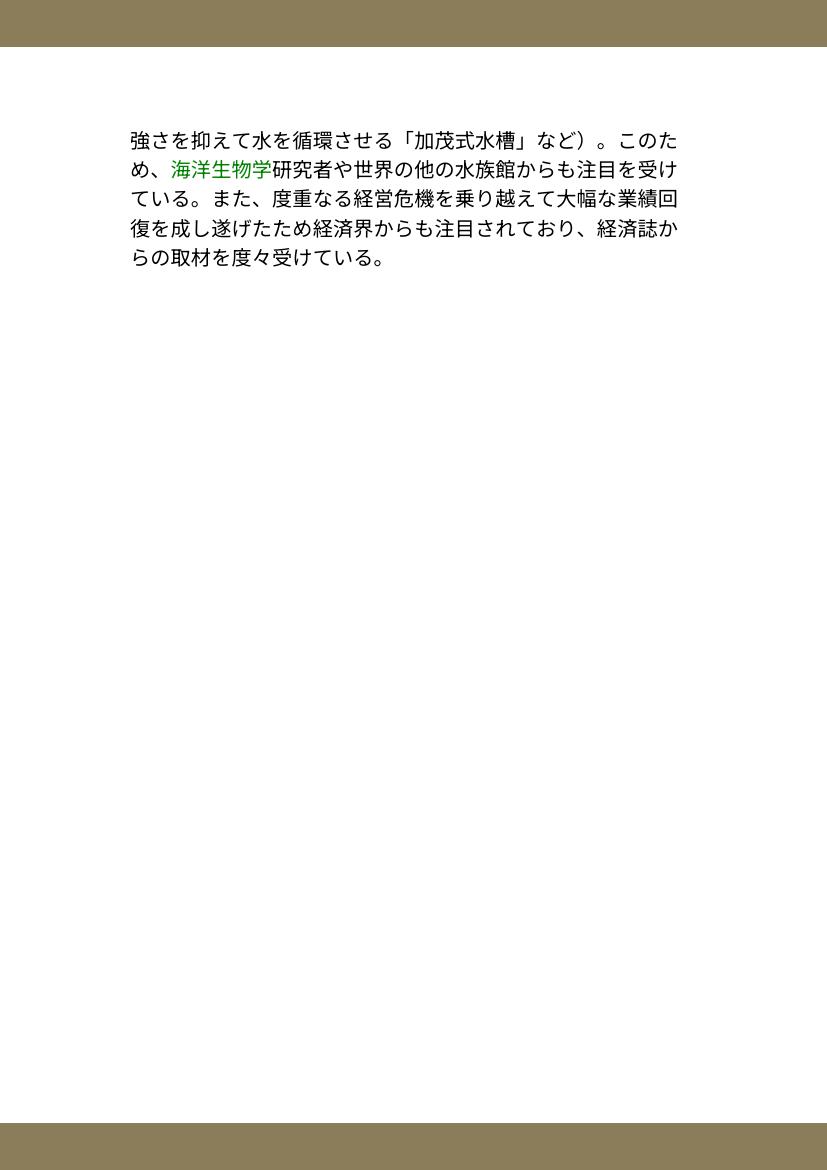 強さを抑えて水を循環させる「加茂式水槽」など）。このた
め、海洋生物学研究者や世界の他の水族館からも注目を受け
ている。また、度重なる経営危機を乗り越えて大幅な業績回
復を成し遂げたため経済界からも注目されており、経済誌か
らの取材を度々受けている。